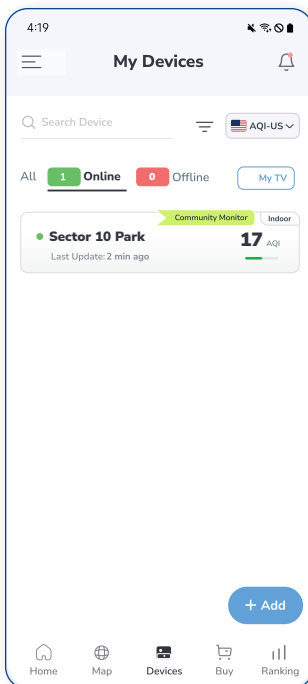 4:19
My Devices
Search Device
AQI-US
All 1 Online 0 Offline My TV
Community Monitor Indoor
Sector 10 Park 17 AQI
Last Update: 2 min ago
+ Add
Home Map Devices Buy Ranking